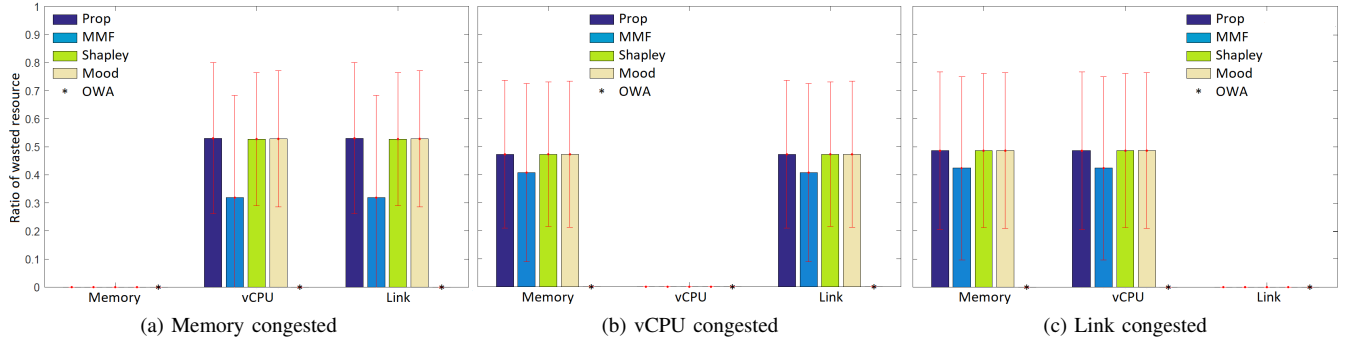 Ratio of wasted resource
1
0.9
0.8
0.7
0.6
0.5
0.4
0.3
0.2
0.1
0
Prop
MMF
Shapley
Mood
* OWA
Memory vCPU Link
(a) Memory congested
Prop
MMF
Shapley
Mood
* OWA
Memory vCPU Link
(b) vCPU congested
Prop
MMF
Shapley
Mood
* OWA
Memory vCPU Link
(c) Link congested